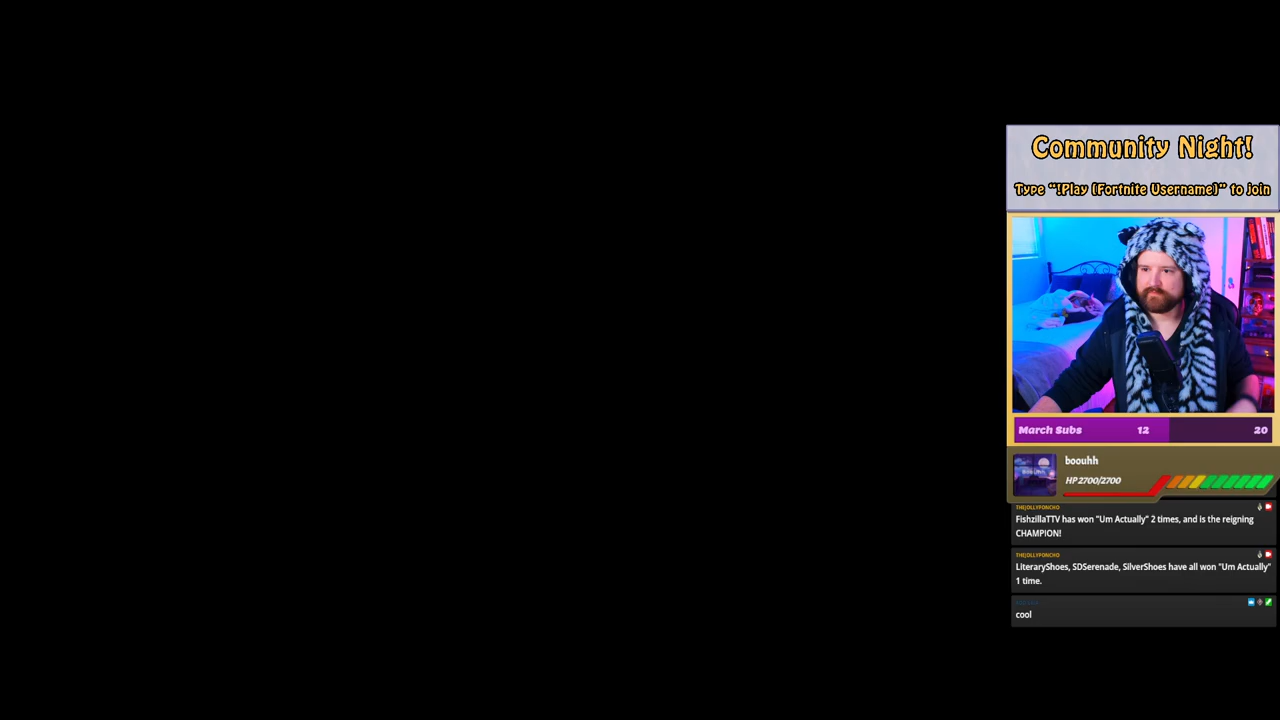 Community Night!
Type "!Play [Fortnite Username]" to join
March Subs 12 20
boouhh
HP 2700/2700
THEJOLLYPONCHO
FishzillaTTV has won "Um Actually" 2 times, and is the reigning
CHAMPION!
THEJOLLYPONCHO
LiteraryShoes, SDSerenade, SilverShoes have all won "Um Actually"
1 time.
cool